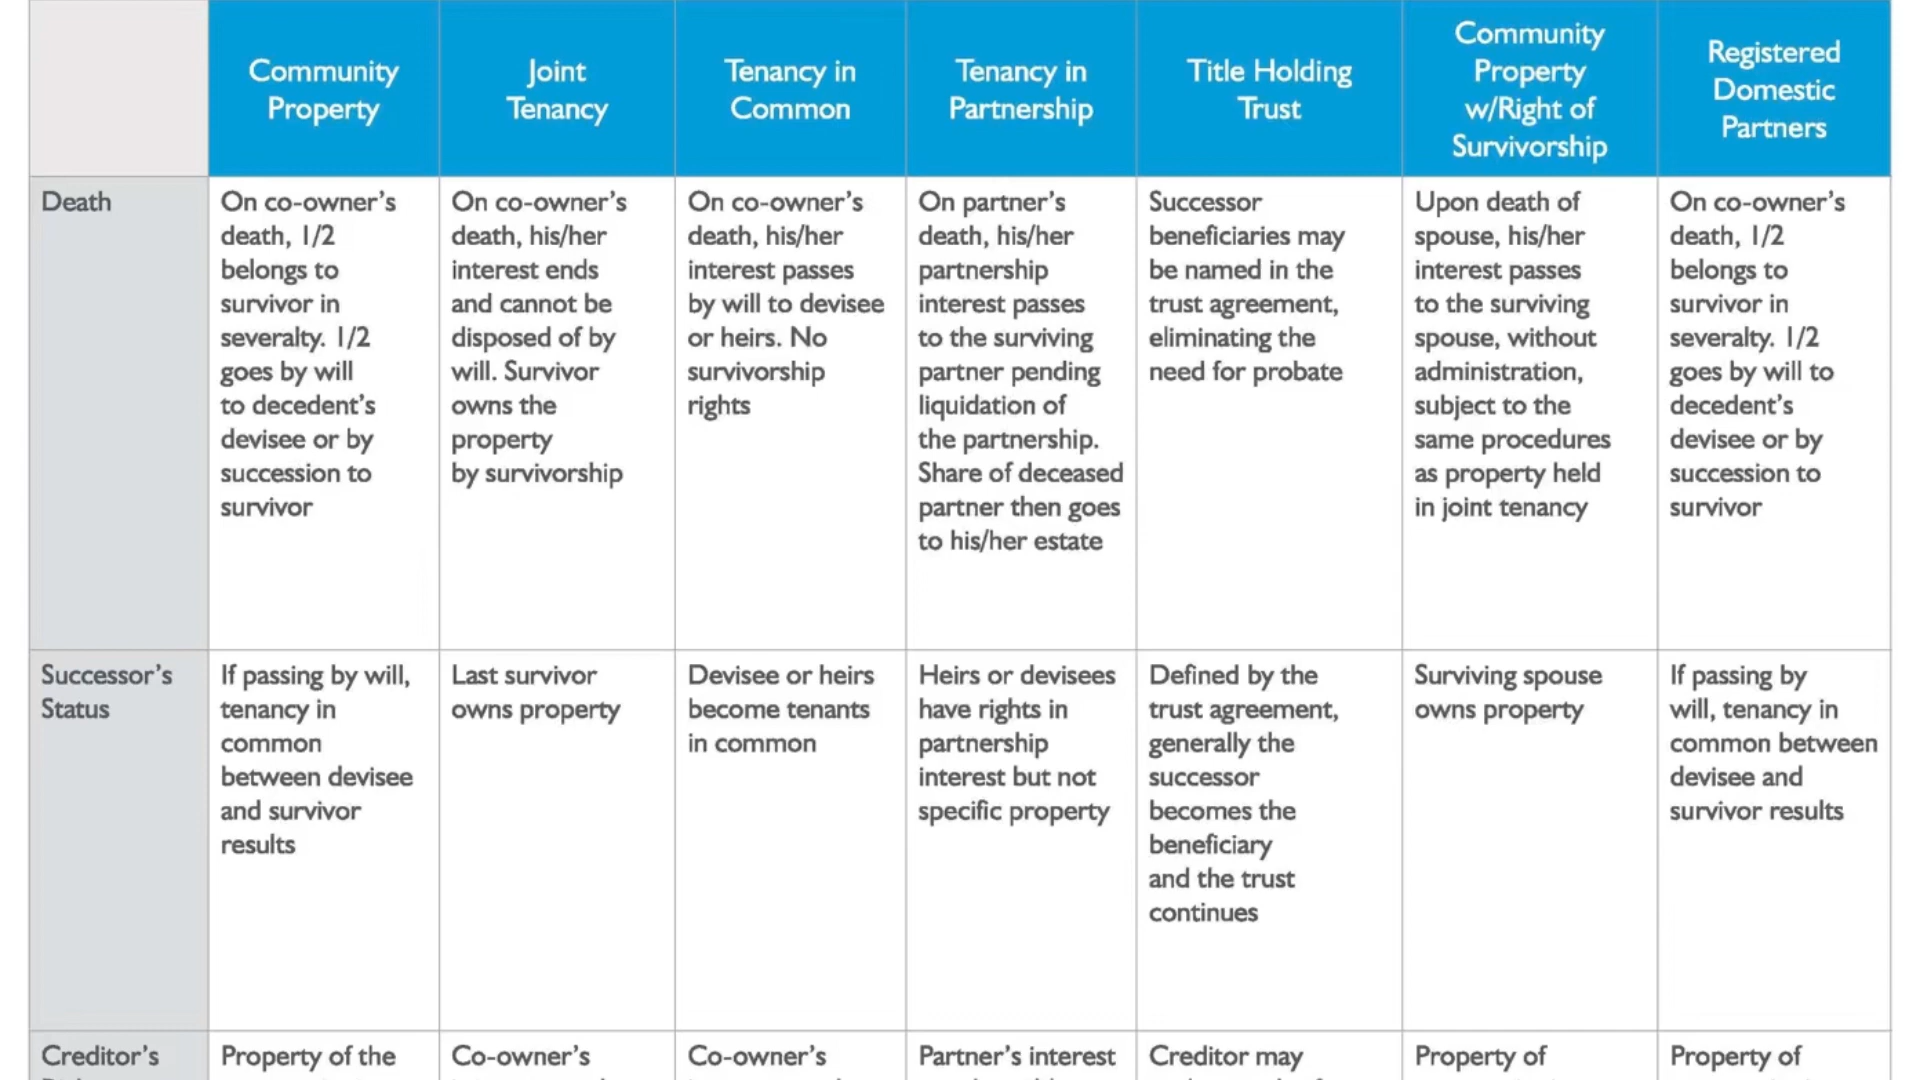 Community
Property
Joint
Tenancy
Tenancy in
Common
Tenancy in
Partnership
Title Holding
Trust
Community
Property
w/Right of
Survivorship
Registered
Domestic
Partners
Death
On co-owner’s
death, 1/2
belongs to
survivor in
severalty. 1/2
goes by will
to decedent’s
devisee or by
succession to
survivor
On co-owner’s
death, his/her
interest ends
and cannot be
disposed of by
will. Survivor
owns the
property
by survivorship
On co-owner’s
death, his/her
interest passes
by will to devisee
or heirs. No
survivorship
rights
On partner’s
death, his/her
partnership
interest passes
to the surviving
partner pending
liquidation of
the partnership.
Share of deceased
partner then goes
to his/her estate
Successor
beneficiaries may
be named in the
trust agreement,
eliminating the
need for probate
Upon death of
spouse, his/her
interest passes
to the surviving
spouse, without
administration,
subject to the
same procedures
as property held
in joint tenancy
On co-owner’s
death, 1/2
belongs to
survivor in
severalty. 1/2
goes by will to
decedent’s
devisee or by
succession to
survivor
Successor’s
Status
If passing by will,
tenancy in
common
between devisee
and survivor
results
Last survivor
owns property
Devisee or heirs
become tenants
in common
Heirs or devisees
have rights in
partnership
interest but not
specific property
Defined by the
trust agreement,
generally the
successor
becomes the
beneficiary
and the trust
continues
Surviving spouse
owns property
If passing by
will, tenancy in
common between
devisee and
survivor results
Creditor’s
Property of the
Co-owner’s
Co-owner’s
Partner’s interest
Creditor may
Property of
Property of